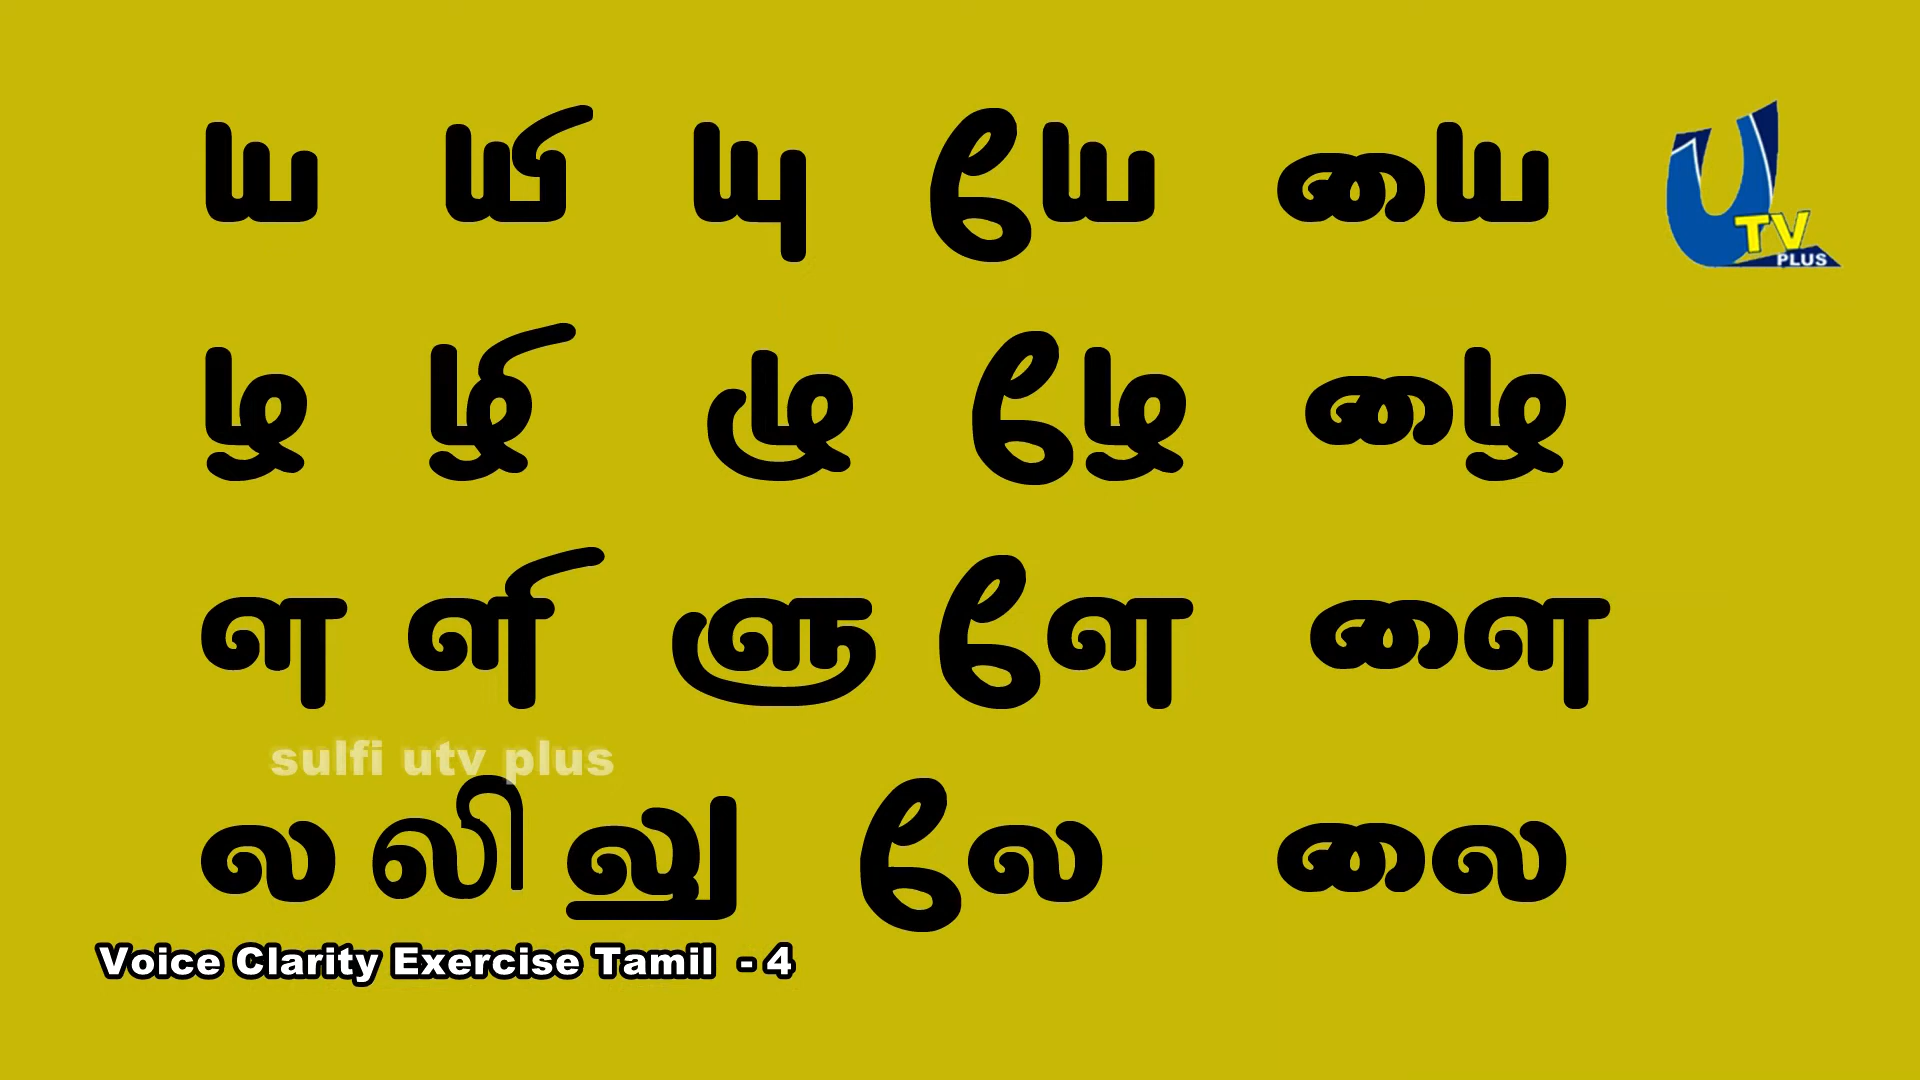 ய யி யு யே யை
U TV PLUS
ழ ழி ழு ழே ழை
ள ளி ளு ளே ளை
sulfi utv plus
ல லி லு லே லை
Voice Clarity Exercise Tamil - 4